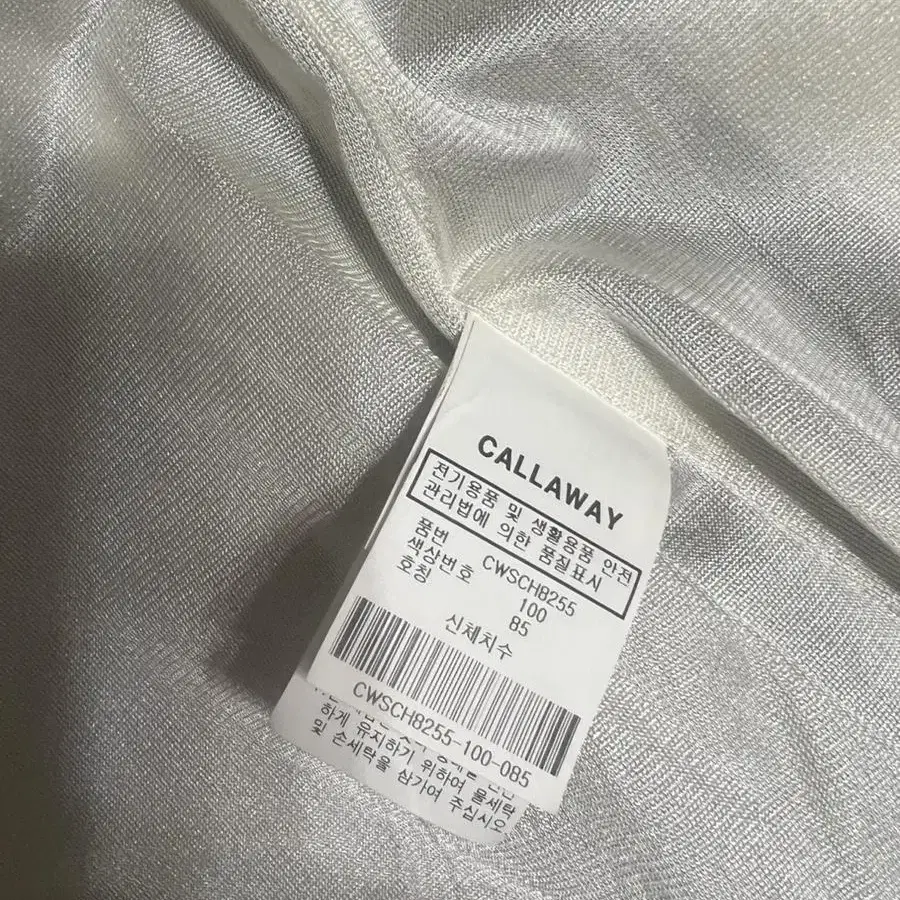 CALLAWAY
전기용품 및 생활용품 안전
관리법에 의한 품질표시
품번 CWSCH8255
색상번호 100
호칭 85
신체치수
CWSCH8255-100-085
하게 유지하기 위하여 물세탁
및 손세탁을 삼가여 주십시오